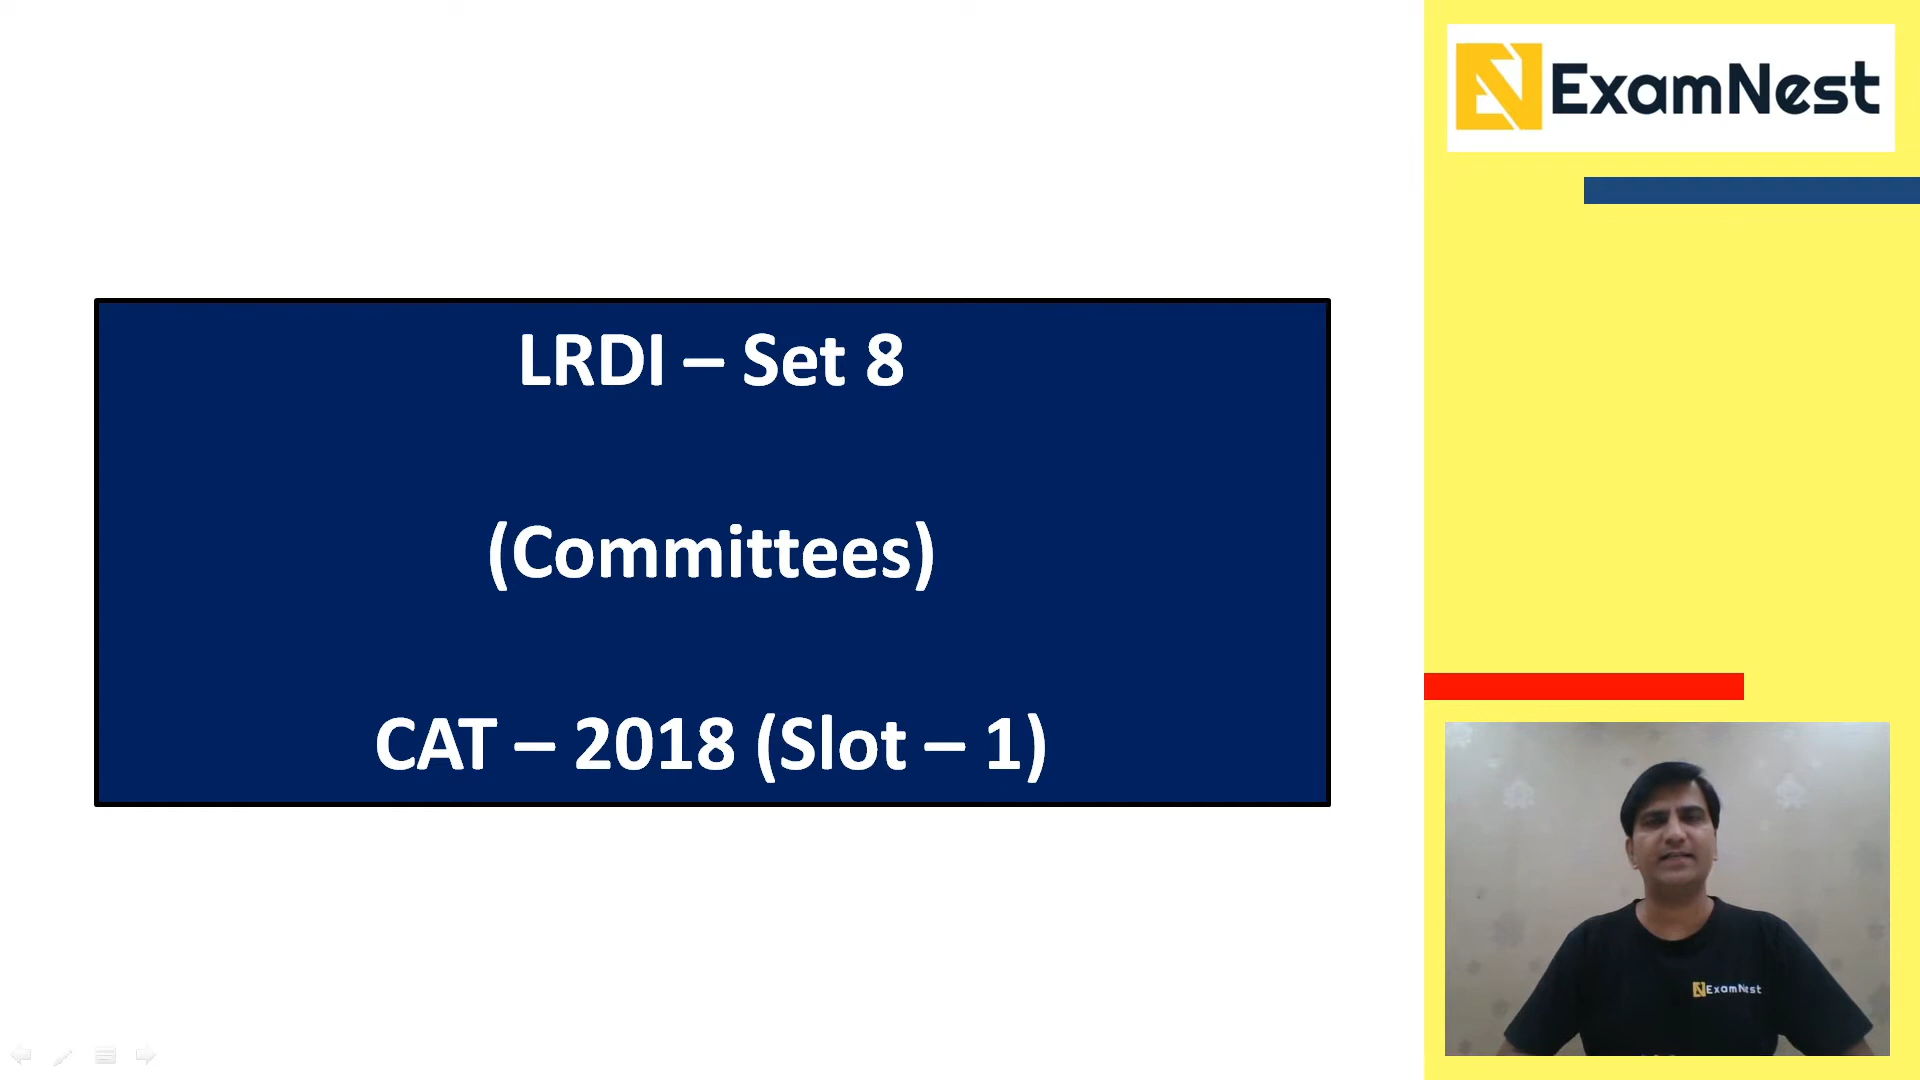 LRDI – Set 8
(Committees)
CAT – 2018 (Slot – 1)
ExamNest
ExamNest